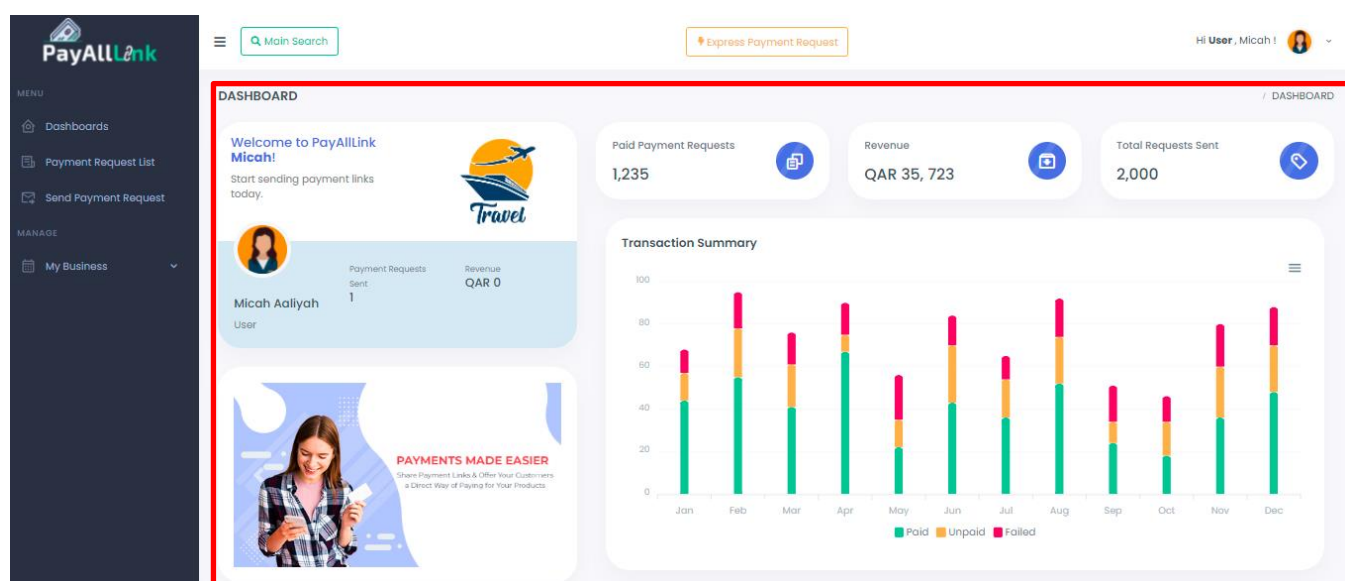 PayAllLink
Main Search
Express Payment Request
Hi User, Micah !
MENU
Dashboards
Payment Request List
Send Payment Request
MANAGE
My Business
DASHBOARD
/ DASHBOARD
Welcome to PayAllLink
Micah!
Start sending payment links
today.
Travel
Micah Aaliyah
User
Payment Requests
Sent
1
Revenue
QAR 0
PAYMENTS MADE EASIER
Share Payment Links & Offer Your Customers
a Direct Way of Paying for Your Products
Paid Payment Requests
1,235
Revenue
QAR 35, 723
Total Requests Sent
2,000
Transaction Summary
100
80
60
40
20
0
Jan Feb Mar Apr May Jun Jul Aug Sep Oct Nov Dec
Paid Unpaid Failed